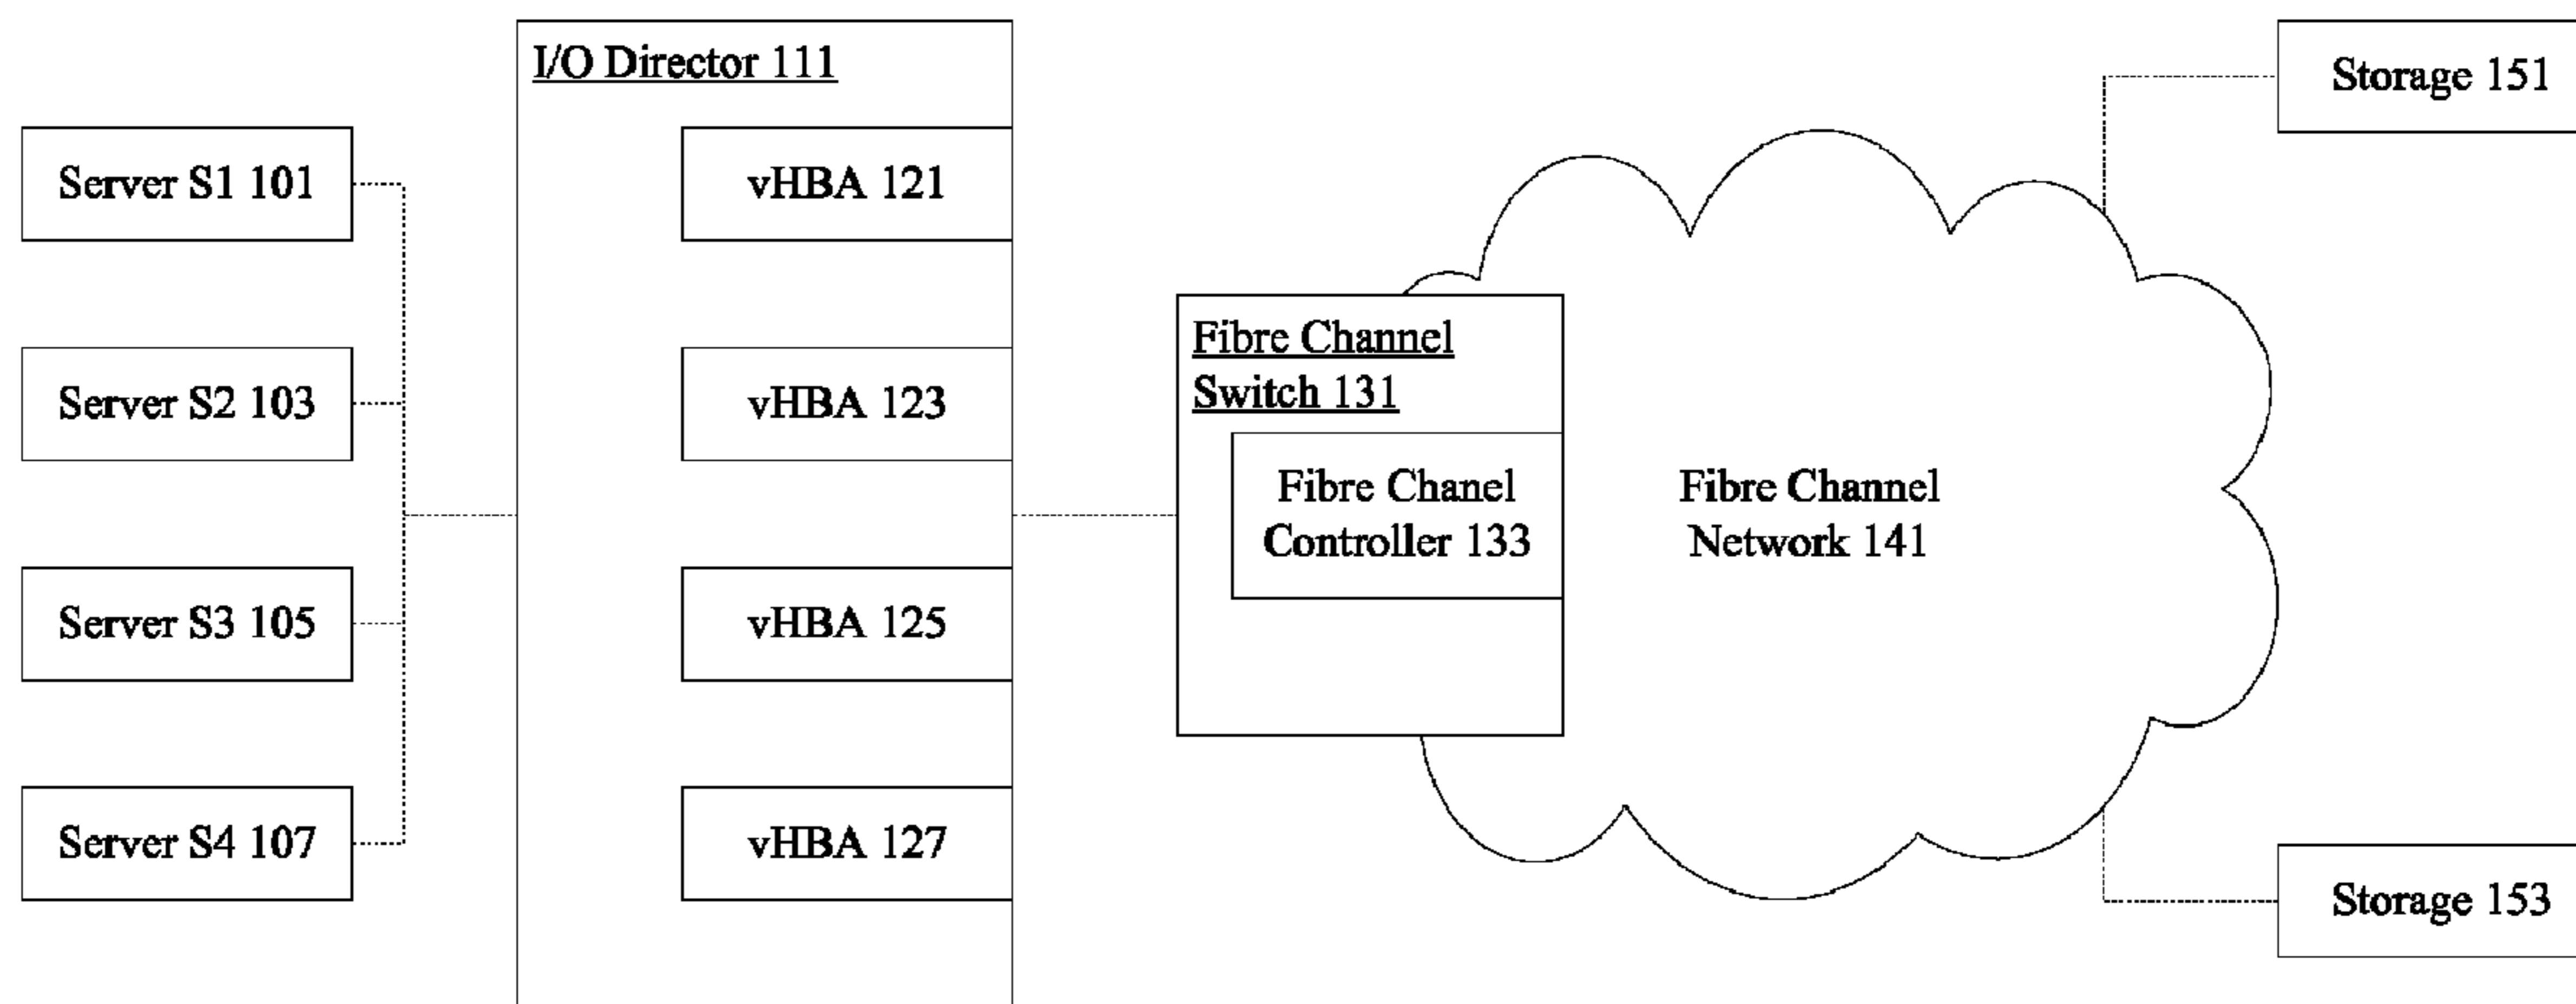 I/O Director 111
Server S1 101
Server S2 103
Server S3 105
Server S4 107
vHBA 121
vHBA 123
vHBA 125
vHBA 127
Fibre Channel
Switch 131
Fibre Chanel
Controller 133
Fibre Channel
Network 141
Storage 151
Storage 153